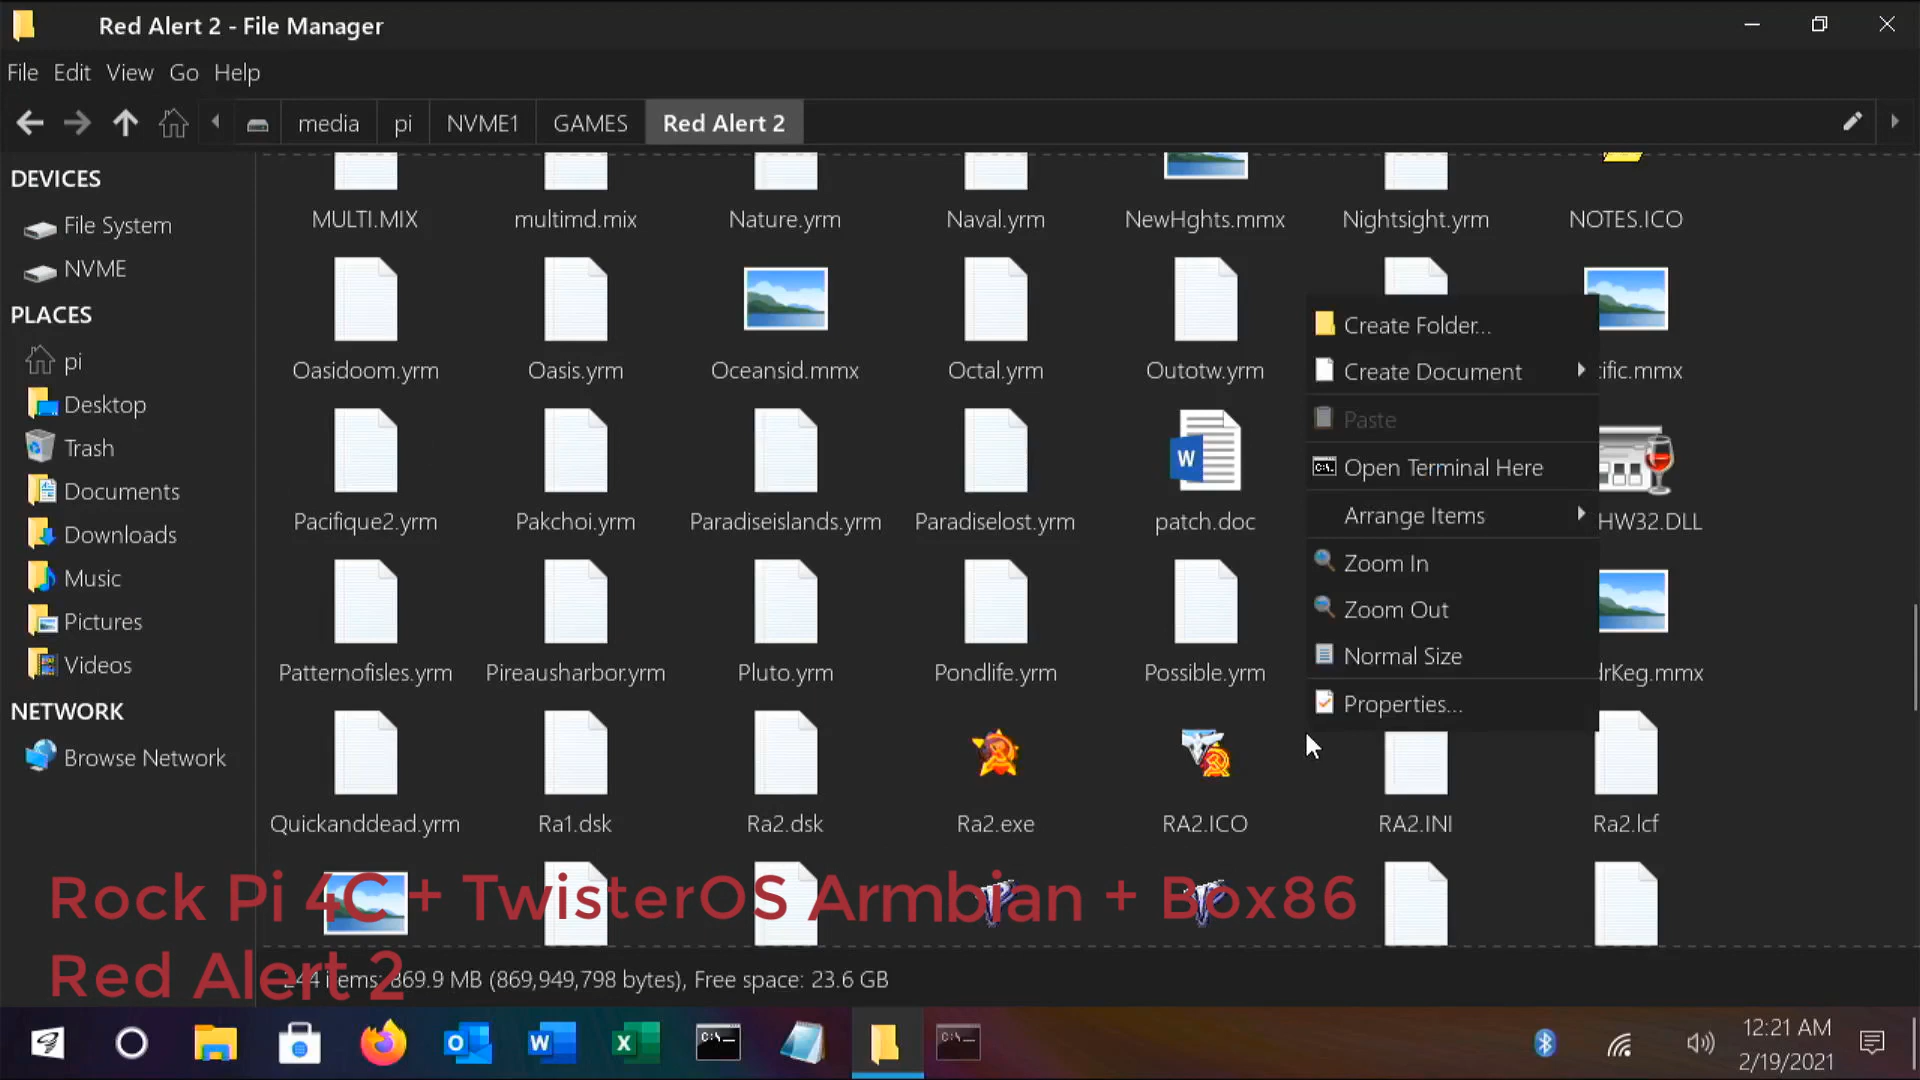 Red Alert 2 - File Manager
File Edit View Go Help
media pi NVME1 GAMES Red Alert 2
DEVICES
File System
NVME
PLACES
pi
Desktop
Trash
Documents
Downloads
Music
Pictures
Videos
NETWORK
Browse Network
MULTI.MIX multimd.mix Nature.yrm Naval.yrm NewHghts.mmx Nightsight.yrm NOTES.ICO
Oasidoom.yrm Oasis.yrm Oceansid.mmx Octal.yrm Outotw.yrm ific.mmx
Pacifique2.yrm Pakchoi.yrm Paradiseislands.yrm Paradiselost.yrm patch.doc HW32.DLL
Patternofisles.yrm Pireausharbor.yrm Pluto.yrm Pondlife.yrm Possible.yrm drKeg.mmx
Quickanddead.yrm Ra1.dsk Ra2.dsk Ra2.exe RA2.ICO RA2.INI Ra2.lcf
Create Folder...
Create Document
Paste
Open Terminal Here
Arrange Items
Zoom In
Zoom Out
Normal Size
Properties...
Rock Pi 4C + TwisterOS Armbian + Box86
Red Alert 2
244 items: 869.9 MB (869,949,798 bytes), Free space: 23.6 GB
12:21 AM
2/19/2021